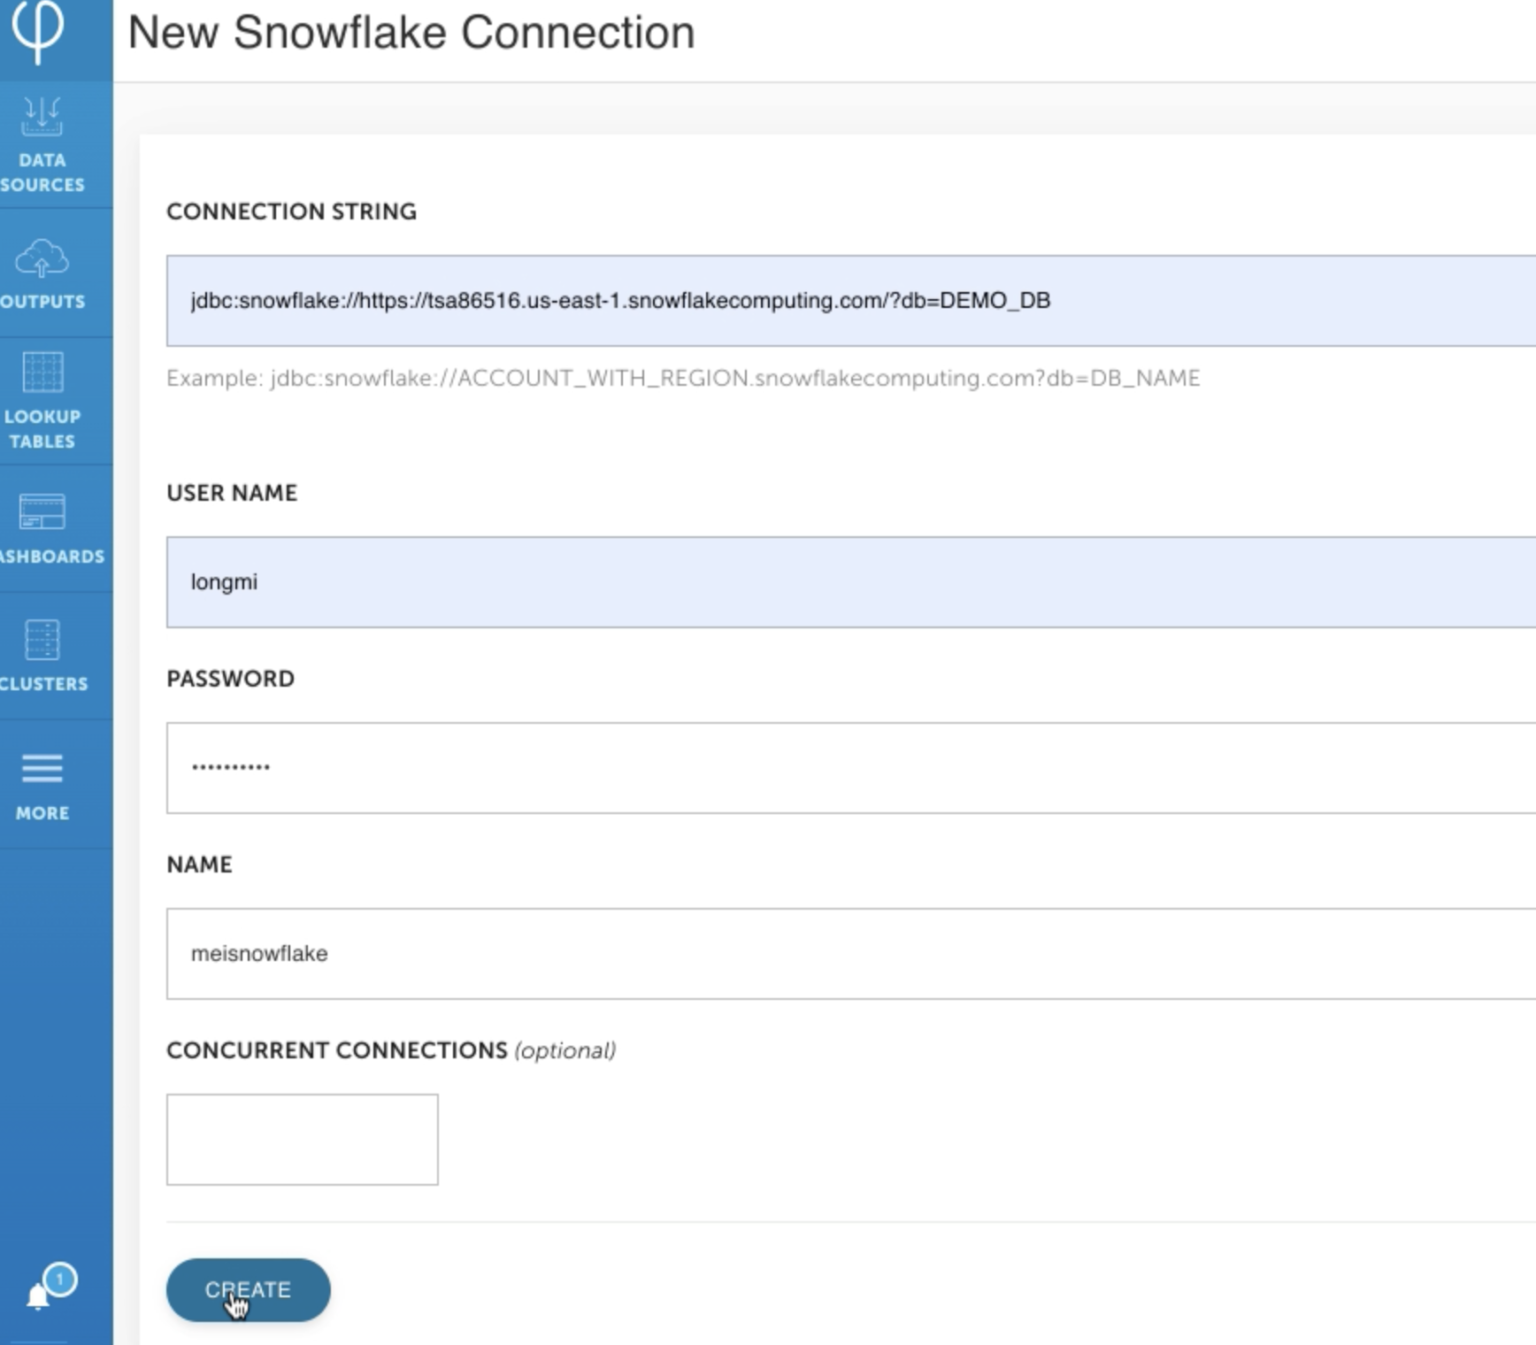 New Snowflake Connection
DATA
SOURCES
OUTPUTS
LOOKUP
TABLES
ASHBOARDS
CLUSTERS
MORE
1
CONNECTION STRING
jdbc:snowflake://https://tsa86516.us-east-1.snowflakecomputing.com/?db=DEMO_DB
Example: jdbc:snowflake://ACCOUNT_WITH_REGION.snowflakecomputing.com?db=DB_NAME
USER NAME
longmi
PASSWORD
••••••••••
NAME
meisnowflake
CONCURRENT CONNECTIONS (optional)
CREATE